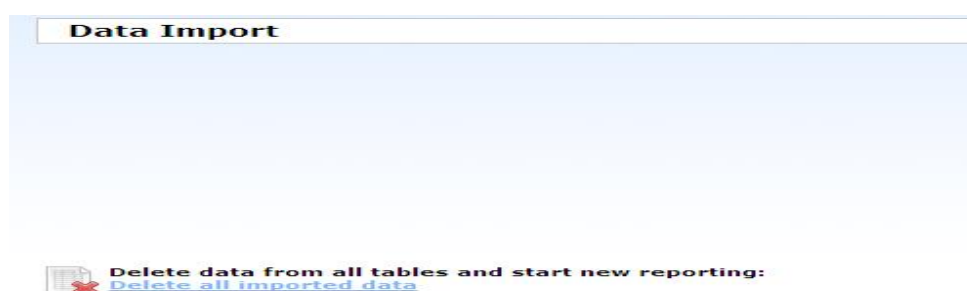 Data Import
Delete data from all tables and start new reporting:
Delete all imported data